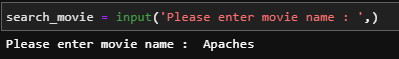 search_movie = input('Please enter movie name : ',)
Please enter movie name :  Apaches